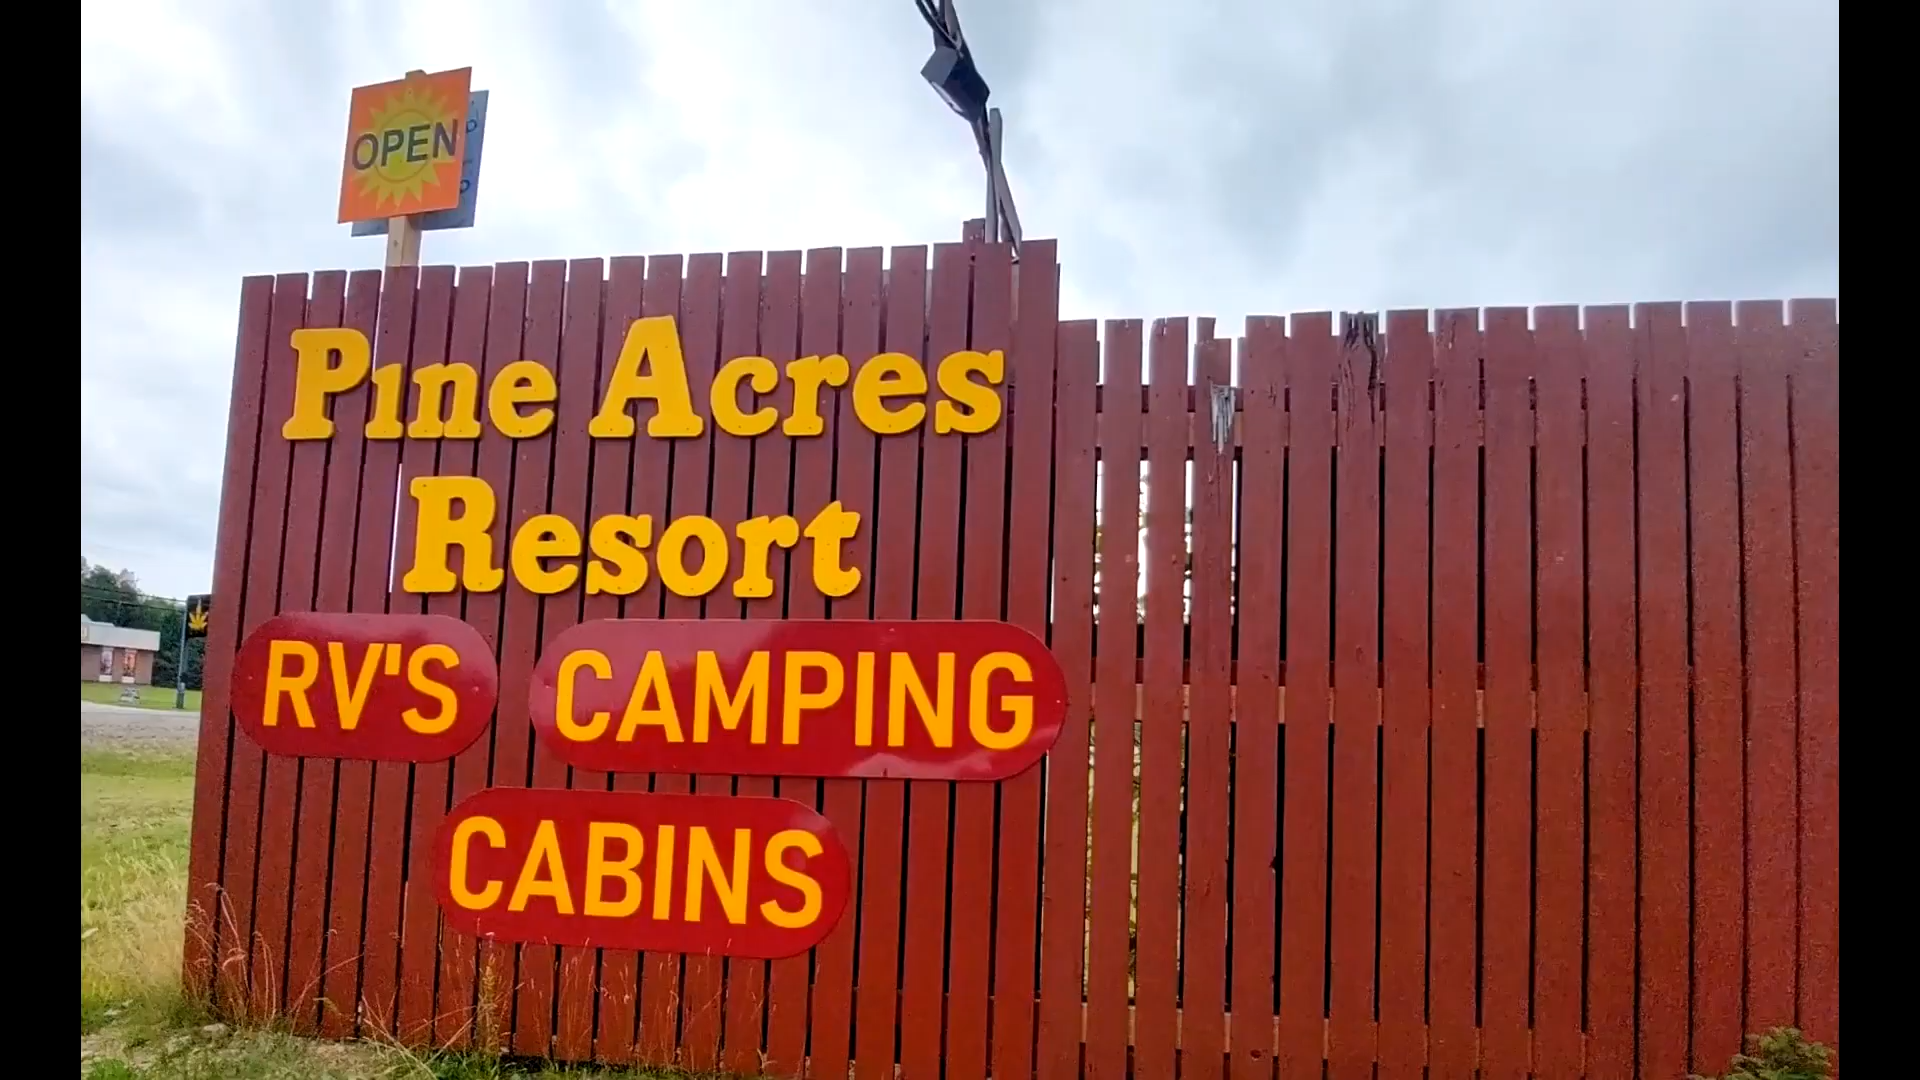 OPEN
Pine Acres
Resort
RV'S CAMPING
CABINS